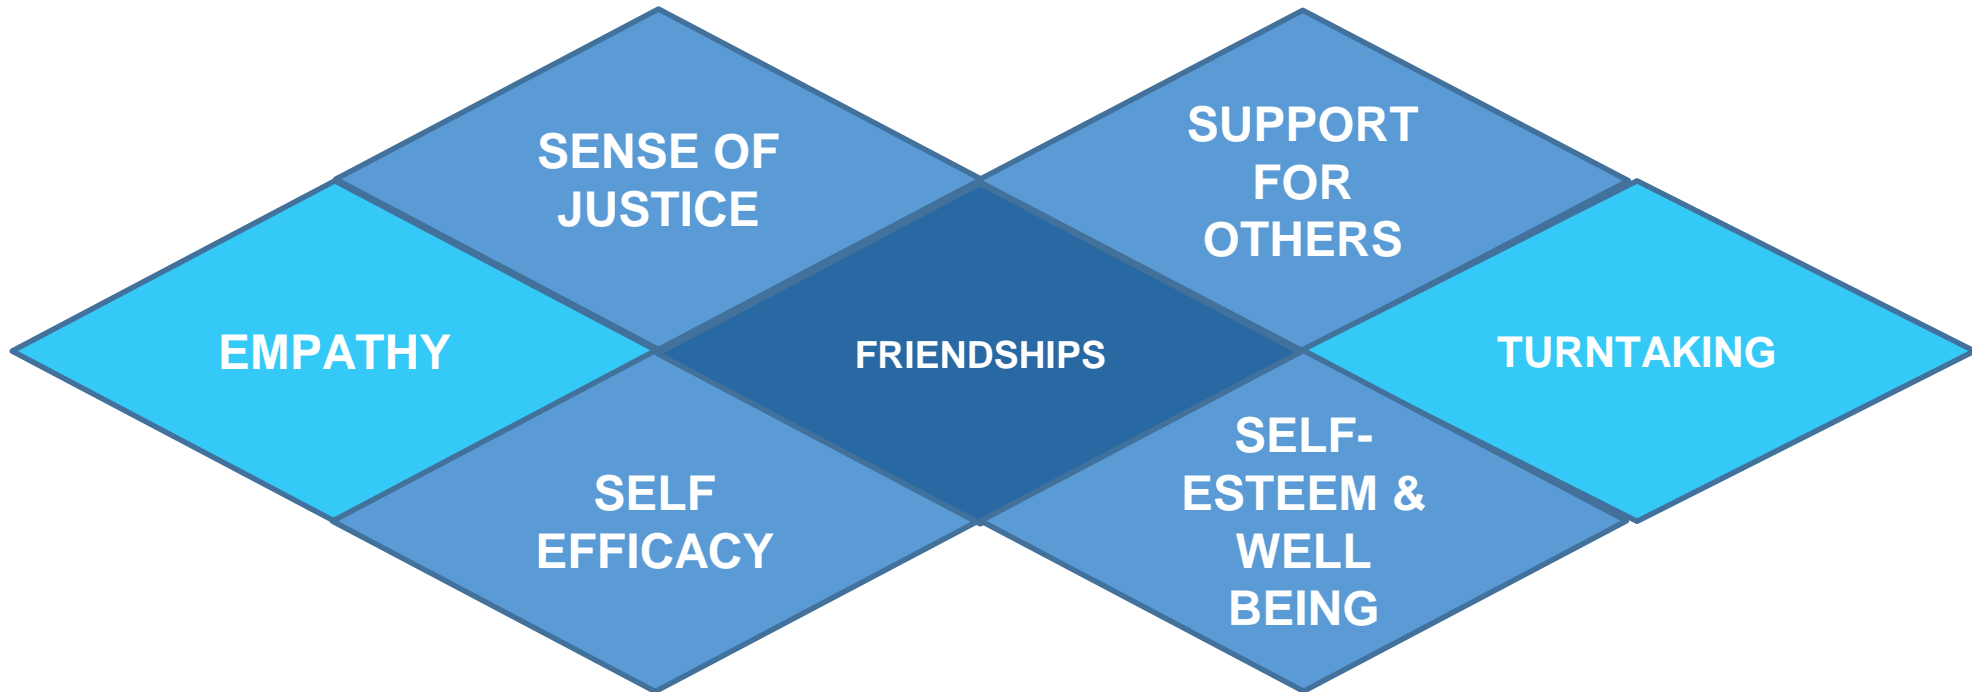 SENSE OF
JUSTICE
SUPPORT
FOR
OTHERS
EMPATHY
FRIENDSHIPS
TURNTAKING
SELF
EFFICACY
SELF-
ESTEEM &
WELL
BEING